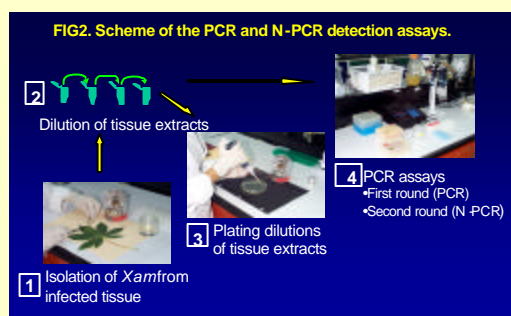 FIG2. Scheme of the PCR and N-PCR detection assays.
2
Dilution of tissue extracts
4 PCR assays
•First round (PCR)
•Second round (N-PCR)
3 Plating dilutions
of tissue extracts
1 Isolation of Xam from
infected tissue